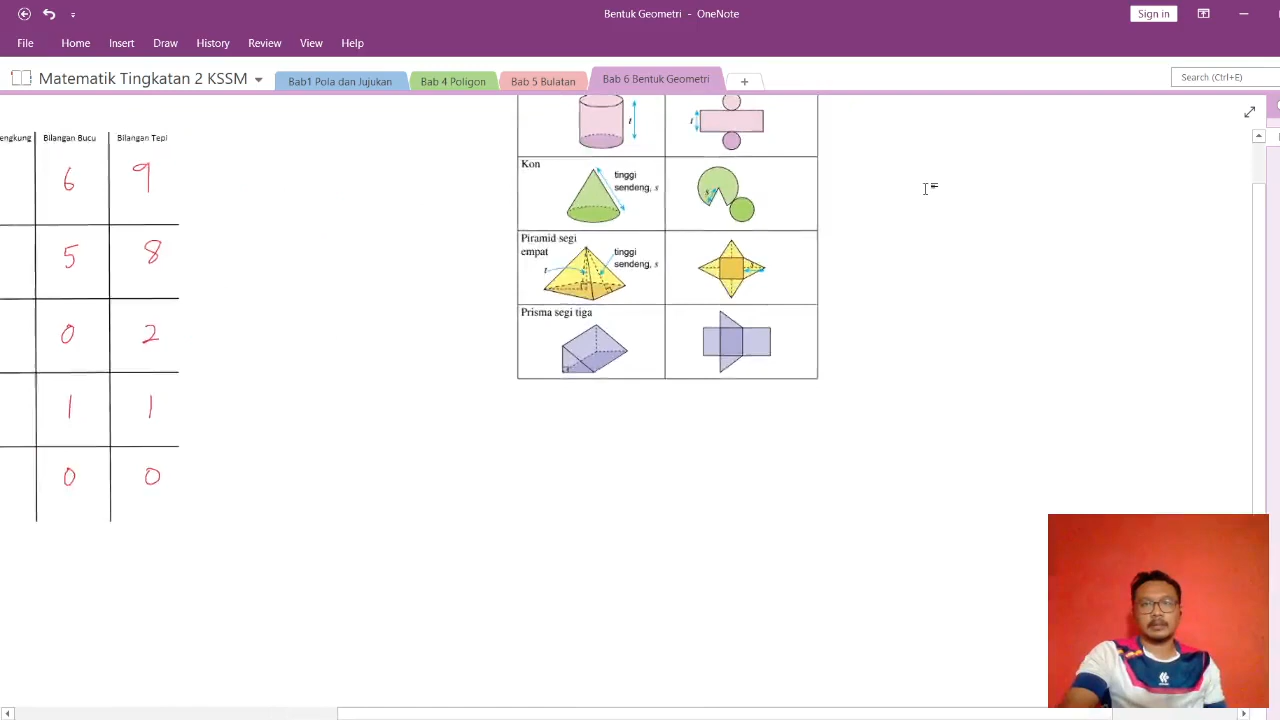 Bentuk Geometri - OneNote
Sign in
File Home Insert Draw History Review View Help
Matematik Tingkatan 2 KSSM
Bab1 Pola dan Jujukan
Bab 4 Poligon
Bab 5 Bulatan
Bab 6 Bentuk Geometri
+
Search (Ctrl+E)
engkung
Bilangan Bucu
Bilangan Tepi
6 9
5 8
0 2
1 1
0 0
t
t
Kon
tinggi
sendeng, s
s
Piramid segi
empat
t
tinggi
sendeng, s
s
Prisma segi tiga